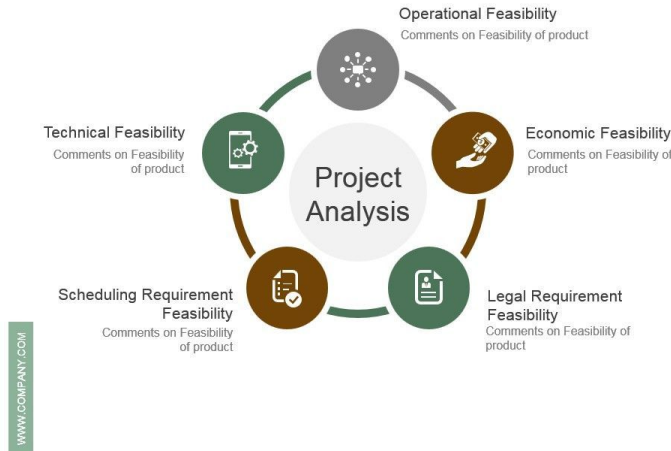 Operational Feasibility
Comments on Feasibility of product
Technical Feasibility
Comments on Feasibility
of product
Economic Feasibility
Comments on Feasibility of
product
Project
Analysis
Scheduling Requirement
Feasibility
Comments on Feasibility
of product
Legal Requirement
Feasibility
Comments on Feasibility of
product
WWW.COMPANY.COM